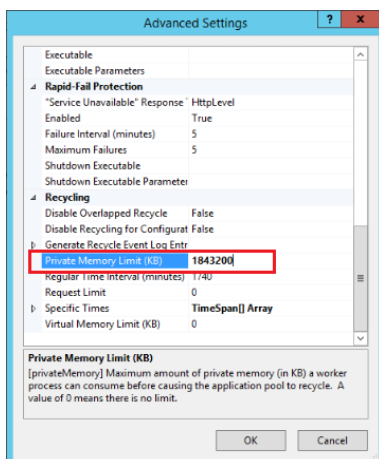 Advanced Settings
?
x
Executable
Executable Parameters
Rapid-Fail Protection
"Service Unavailable" Response HttpLevel
Enabled True
Failure Interval (minutes) 5
Maximum Failures 5
Shutdown Executable
Shutdown Executable Parameter
Recycling
Disable Overlapped Recycle False
Disable Recycling for Configurat False
Generate Recycle Event Log Entr
Private Memory Limit (KB) 1843200
Regular Time Interval (minutes) 1740
Request Limit 0
Specific Times TimeSpan[] Array
Virtual Memory Limit (KB) 0
Private Memory Limit (KB)
[privateMemory] Maximum amount of private memory (in KB) a worker
process can consume before causing the application pool to recycle. A
value of 0 means there is no limit.
OK
Cancel